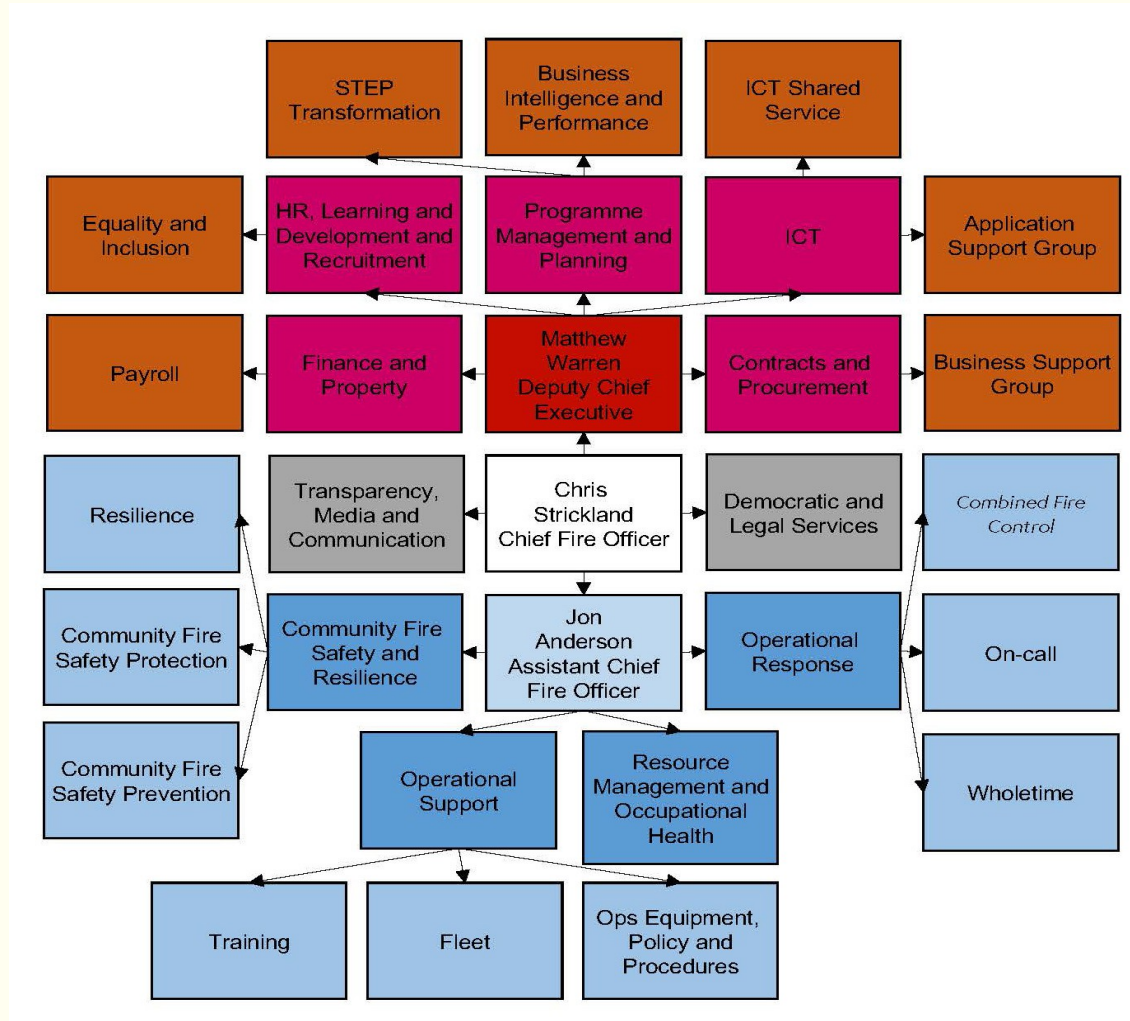 STEP
Transformation
Business
Intelligence and
Performance
ICT Shared
Service
Equality and
Inclusion
HR, Learning and
Development and
Recruitment
Programme
Management and
Planning
ICT
Application
Support Group
Payroll
Finance and
Property
Matthew
Warren
Deputy Chief
Executive
Contracts and
Procurement
Business Support
Group
Resilience
Transparency,
Media and
Communication
Chris
Strickland
Chief Fire Officer
Democratic and
Legal Services
Combined Fire
Control
Community Fire
Safety Protection
Community Fire
Safety and
Resilience
Jon
Anderson
Assistant Chief
Fire Officer
Operational
Response
On-call
Community Fire
Safety Prevention
Operational
Support
Resource
Management and
Occupational
Health
Wholetime
Training
Fleet
Ops Equipment,
Policy and
Procedures